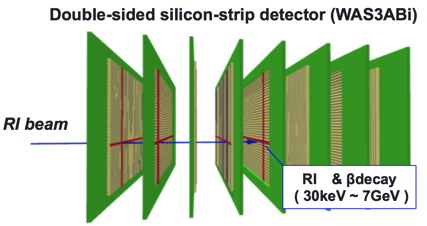 Double-sided silicon-strip detector (WAS3ABi)
RI beam
RI & βdecay
( 30keV ~ 7GeV )